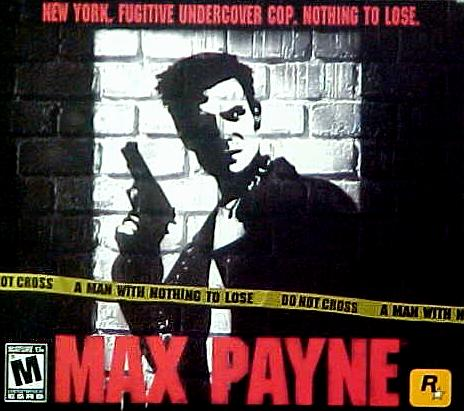 NEW YORK. FUGITIVE UNDERCOVER COP. NOTHING TO LOSE.
OT CROSS A MAN WITH NOTHING TO LOSE DO NOT CROSS A MAN WITH N
MAX PAYNE
M
R